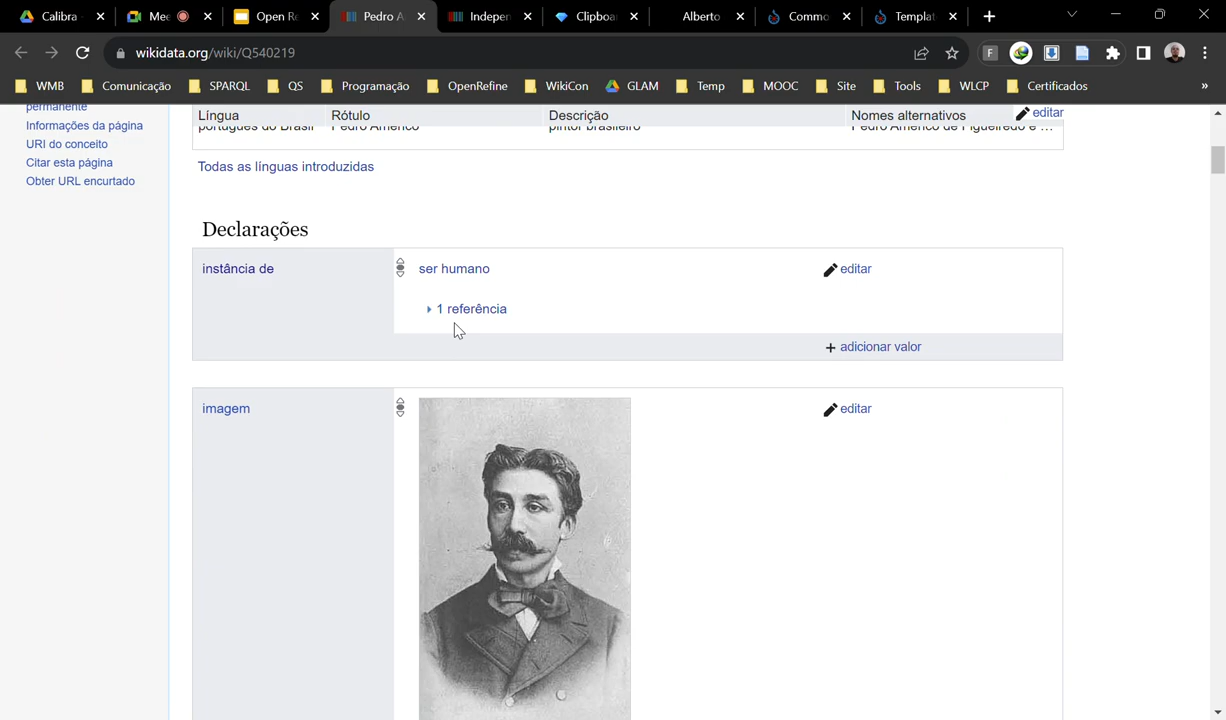 Calibra
Mee
Open Re
Pedro A
Indepen
Clipboa
Alberto
Commo
Templat
wikidata.org/wiki/Q540219
F
WMB
Comunicação
SPARQL
QS
Programação
OpenRefine
WikiCon
GLAM
Temp
MOOC
Site
Tools
WLCP
Certificados
»
permanente
Informações da página
URI do conceito
Citar esta página
Obter URL encurtado
Língua Rótulo Descrição Nomes alternativos editar
português do Brasil Pedro Américo pintor brasileiro Pedro Américo de Figueiredo e ...
Todas as línguas introduzidas
Declarações
instância de ser humano editar
1 referência
+ adicionar valor
imagem editar